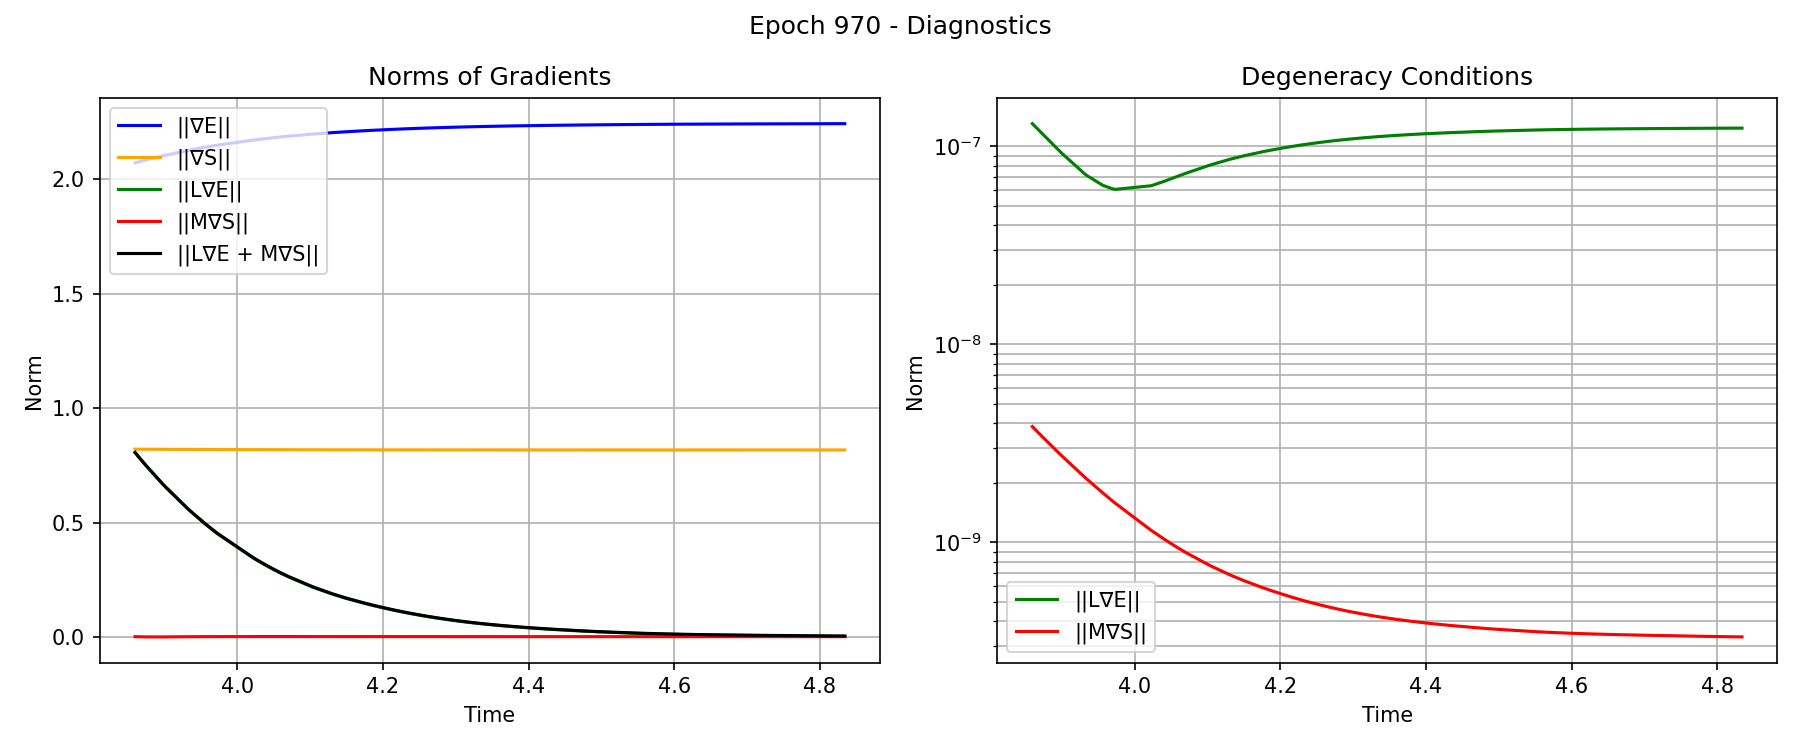 Epoch 970 - Diagnostics
Norms of Gradients
||∇E||
||∇S||
||L∇E||
||M∇S||
||L∇E + M∇S||
2.0
1.5
1.0
0.5
0.0
Norm
4.0 4.2 4.4 4.6 4.8
Time
Degeneracy Conditions
10⁻⁷
10⁻⁸
10⁻⁹
Norm
||L∇E||
||M∇S||
4.0 4.2 4.4 4.6 4.8
Time